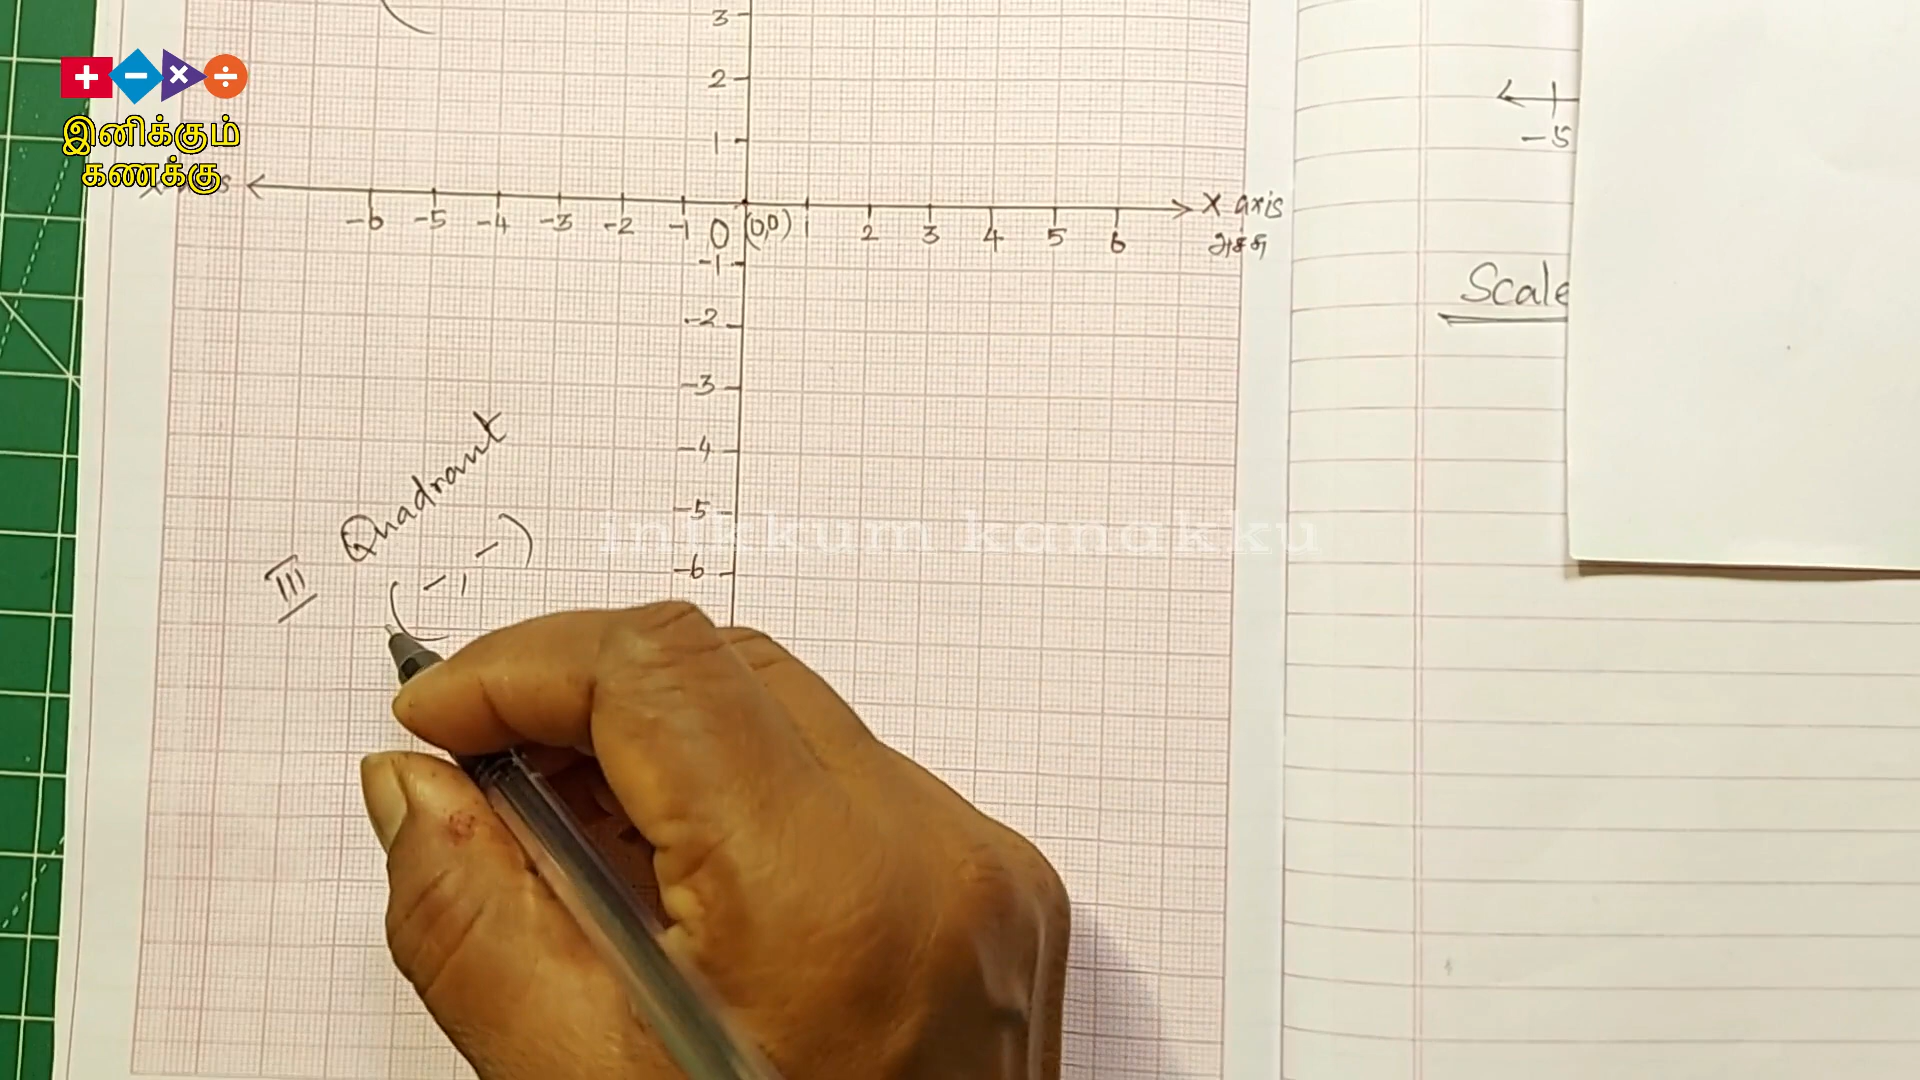 + - × ÷
இனிக்கும்
கணக்கு
3
2
1
-6 -5 -4 -3 -2 -1 0 (0,0) 1 2 3 4 5 6
X axis
அச்சு
-1
-2
-3
-4
-5
-6
III Quadrant
(-, -)
inikkum kanakku
-5
Scale